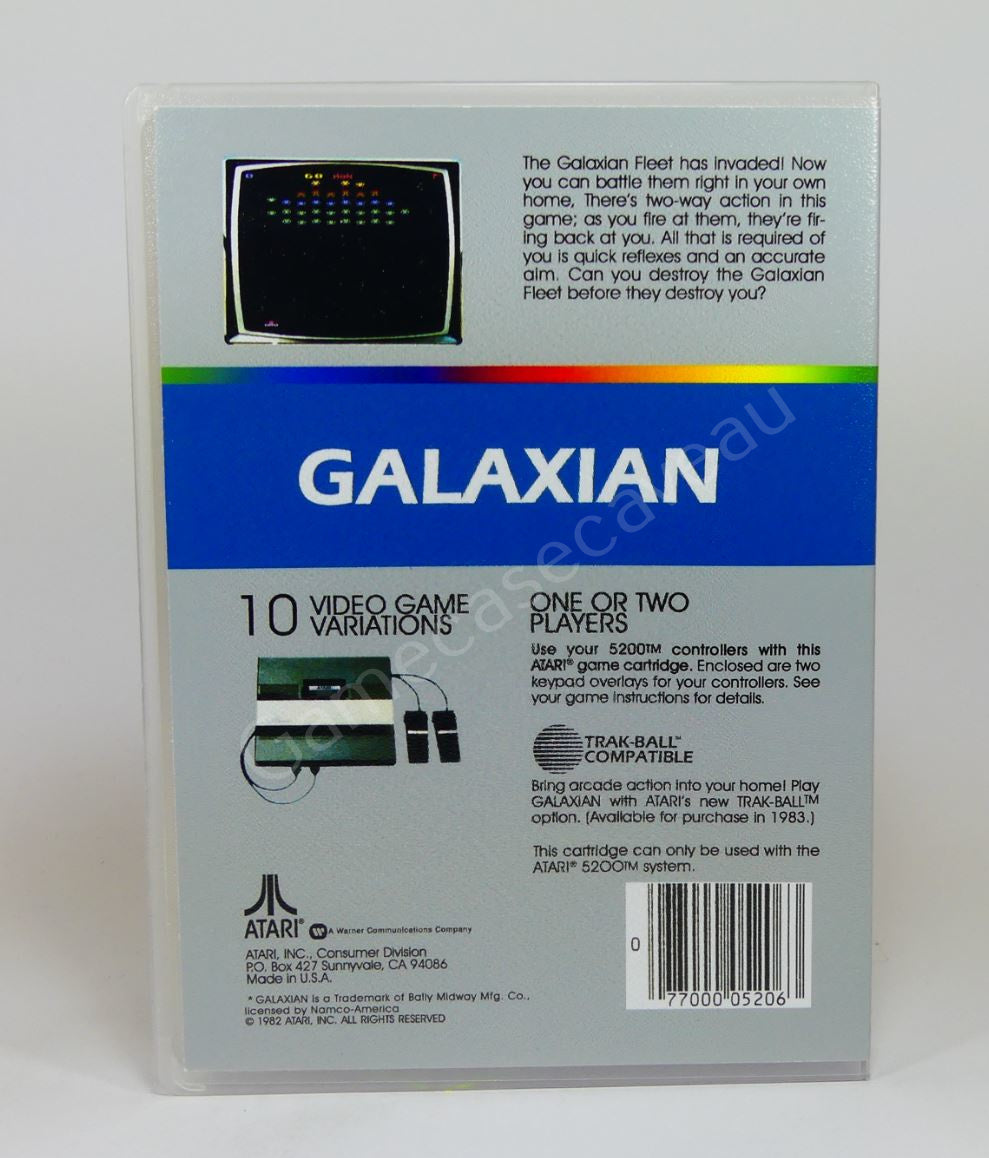 The Galaxian Fleet has invaded! Now
you can battle them right in your own
home, There's two-way action in this
game; as you fire at them, they're fir-
ing back at you. All that is required of
you is quick reflexes and an accurate
aim. Can you destroy the Galaxian
Fleet before they destroy you?
GALAXIAN
10 VIDEO GAME
VARIATIONS
ONE OR TWO
PLAYERS
Use your 5200™ controllers with this
ATARI® game cartridge. Enclosed are two
keypad overlays for your controllers. See
your game instructions for details.
TRAK-BALL™
COMPATIBLE
Bring arcade action into your home! Play
GALAXIAN with ATARI's new TRAK-BALL™
option. (Available for purchase in 1983.)
This cartridge can only be used with the
ATARI® 5200™ system.
ATARI® A Warner Communications Company
ATARI, INC., Consumer Division
P.O. Box 427 Sunnyvale, CA 94086
Made in U.S.A.
* GALAXIAN is a Trademark of Bally Midway Mfg. Co.,
licensed by Namco-America
© 1982 ATARI, INC. ALL RIGHTS RESERVED
0 77000 05206
Gamecasecadeau